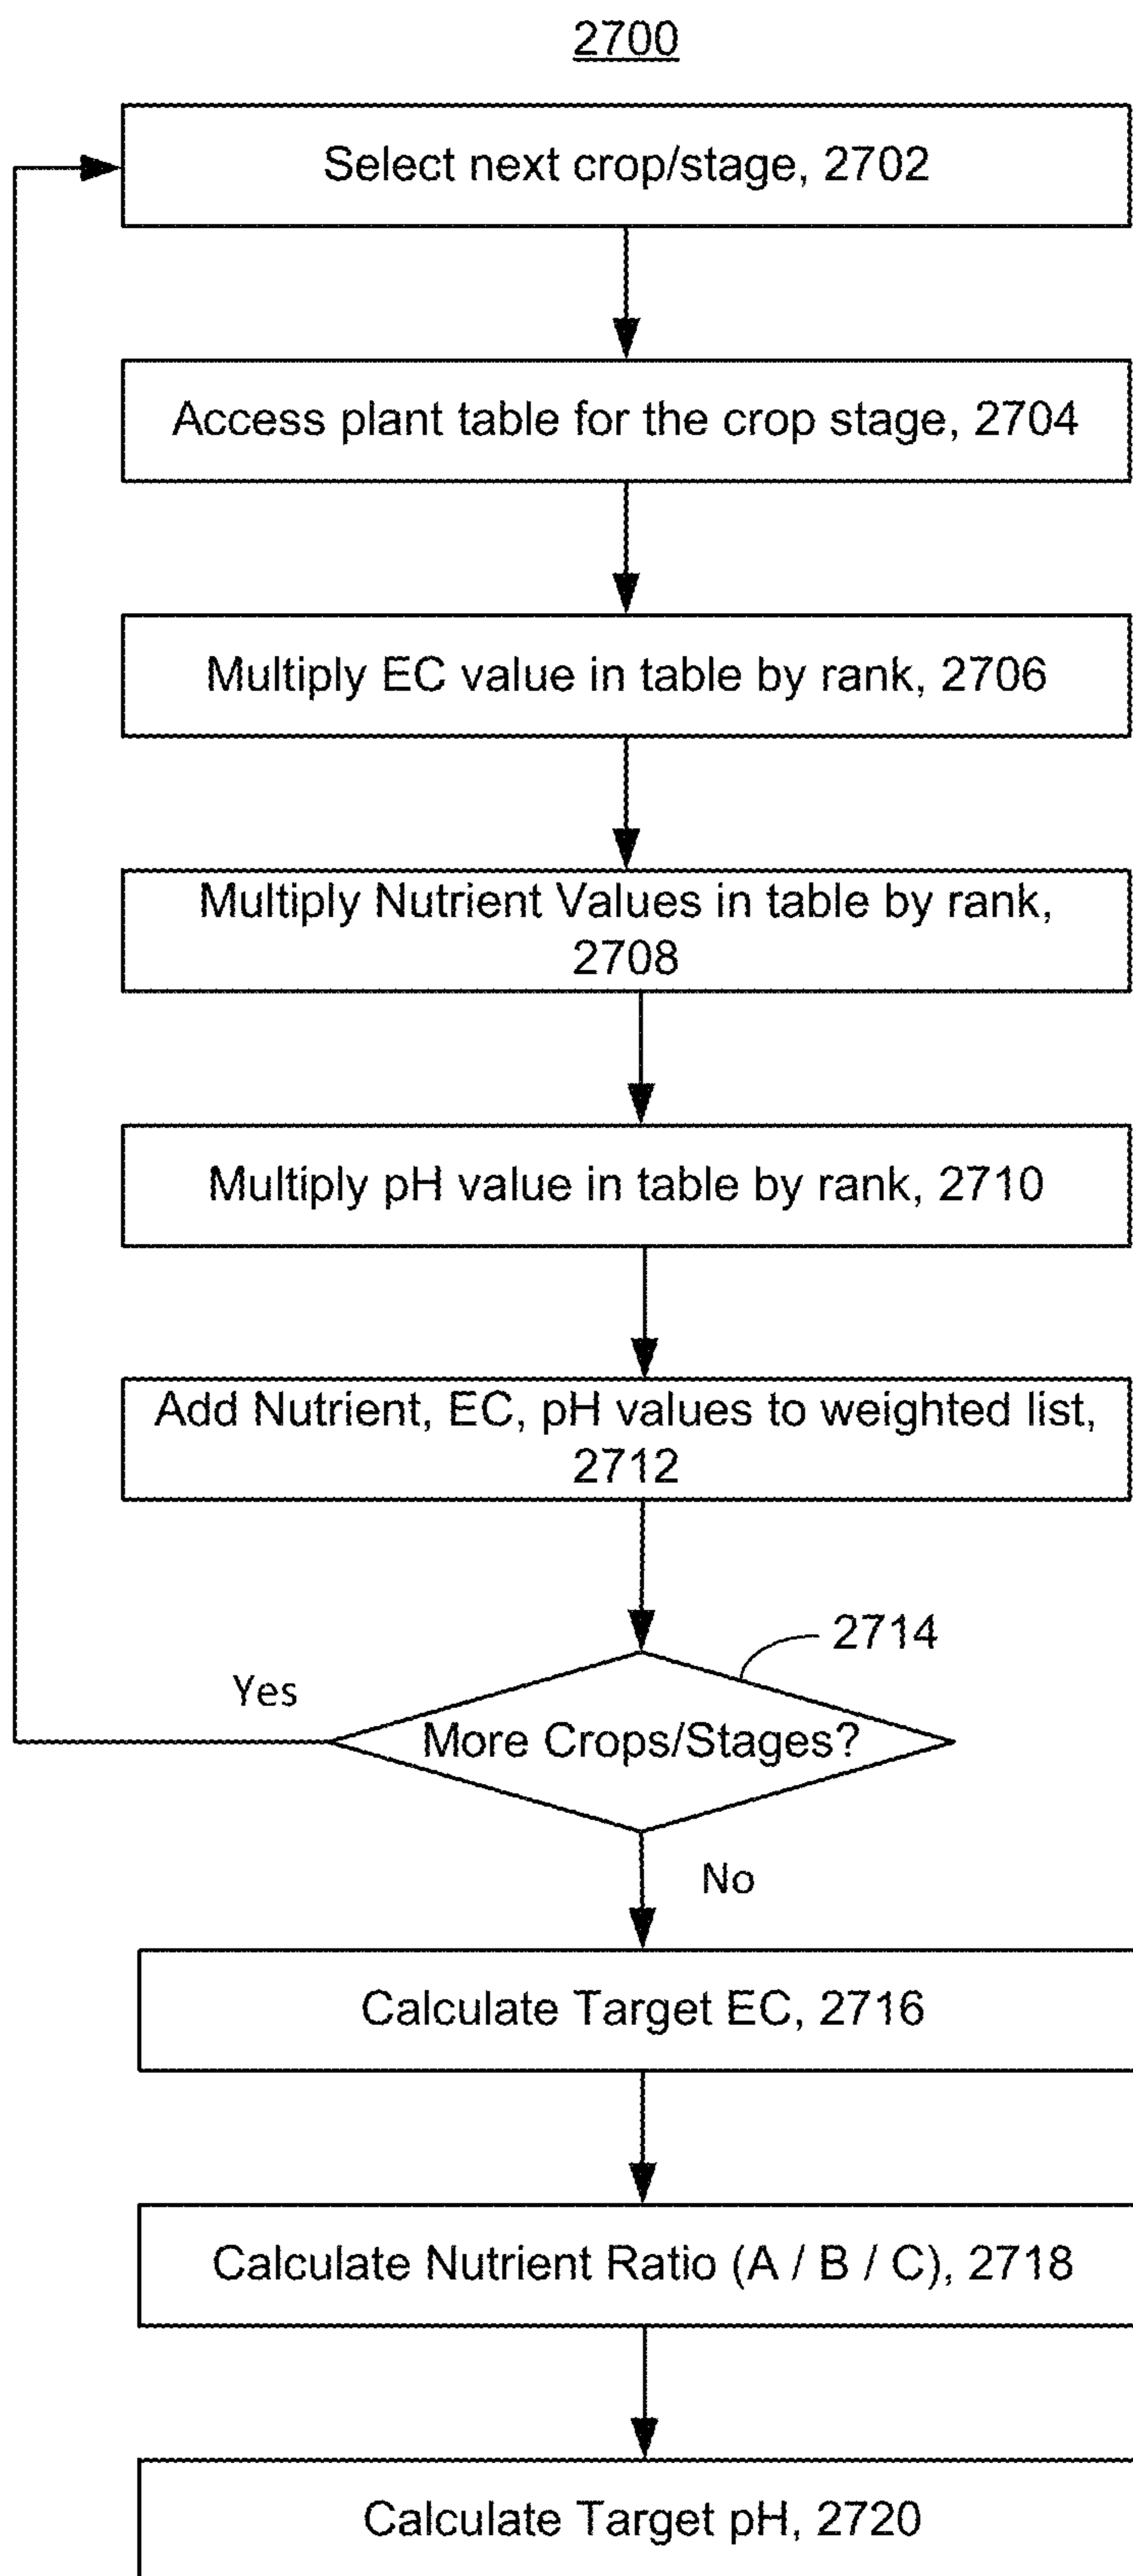 2700
Select next crop/stage, 2702
Access plant table for the crop stage, 2704
Multiply EC value in table by rank, 2706
Multiply Nutrient Values in table by rank,
2708
Multiply pH value in table by rank, 2710
Add Nutrient, EC, pH values to weighted list,
2712
2714
Yes
More Crops/Stages?
No
Calculate Target EC, 2716
Calculate Nutrient Ratio (A / B / C), 2718
Calculate Target pH, 2720